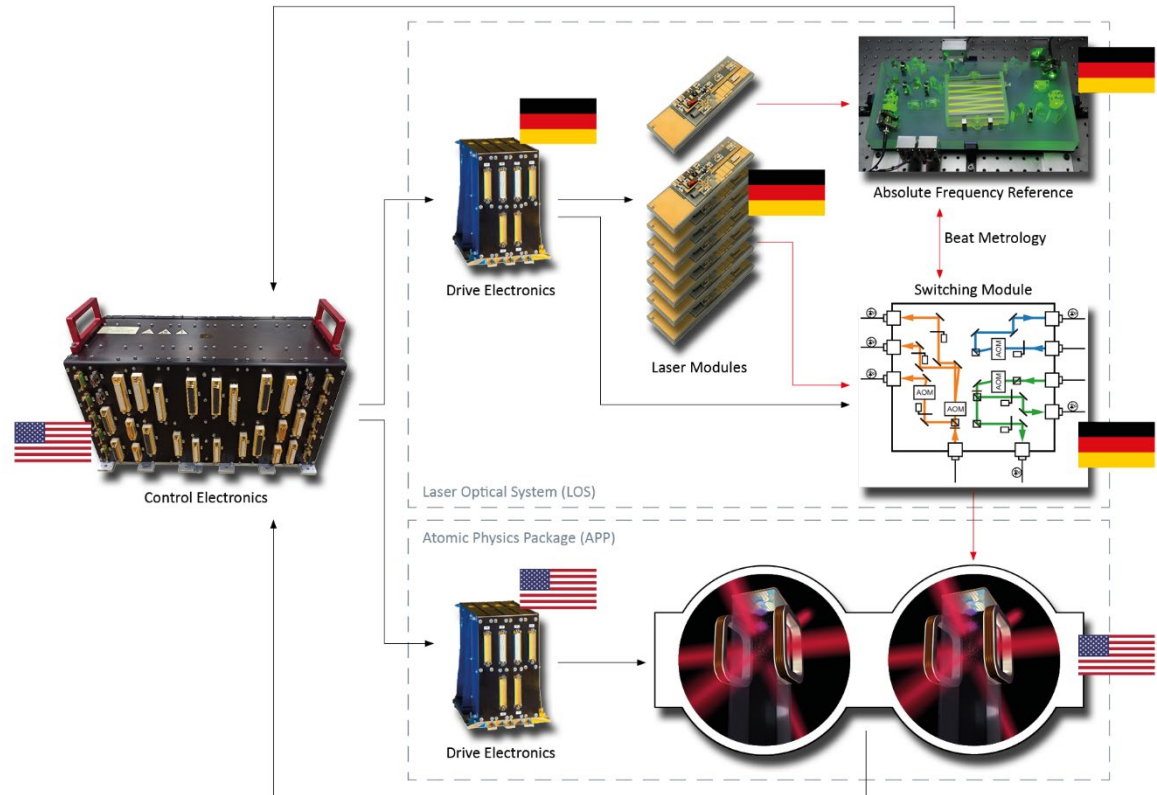 Absolute Frequency Reference
Beat Metrology
Drive Electronics
Switching Module
Laser Modules
AOM
AOM
AOM
AOM
Control Electronics
Laser Optical System (LOS)
Atomic Physics Package (APP)
Drive Electronics